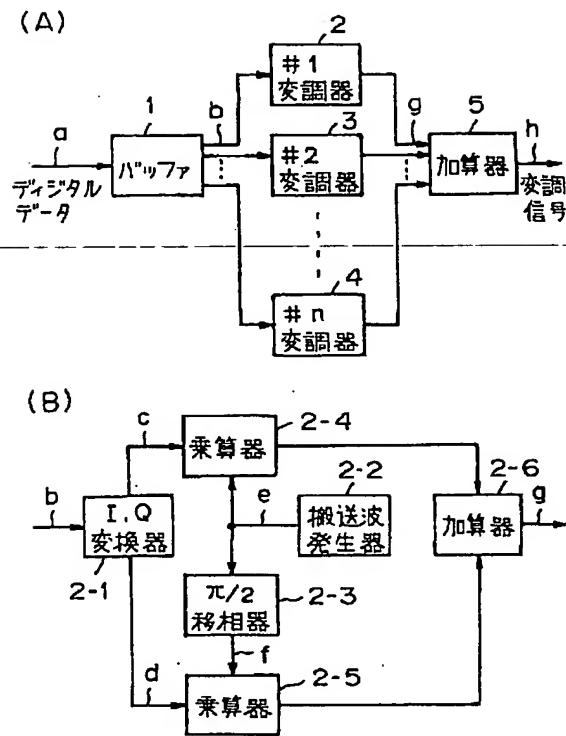 (A)
2
#1
変調器
1
b
3
g
5
h
a
バッファ
#2
変調器
加算器
ディジタル
データ
変調
信号
4
#n
変調器
(B)
c
乗算器
2-4
2-2
2-6
b
I,Q
変換器
e
搬送波
発生器
加算器
g
2-1
π/2
移相器
2-3
f
d
2-5
乗算器